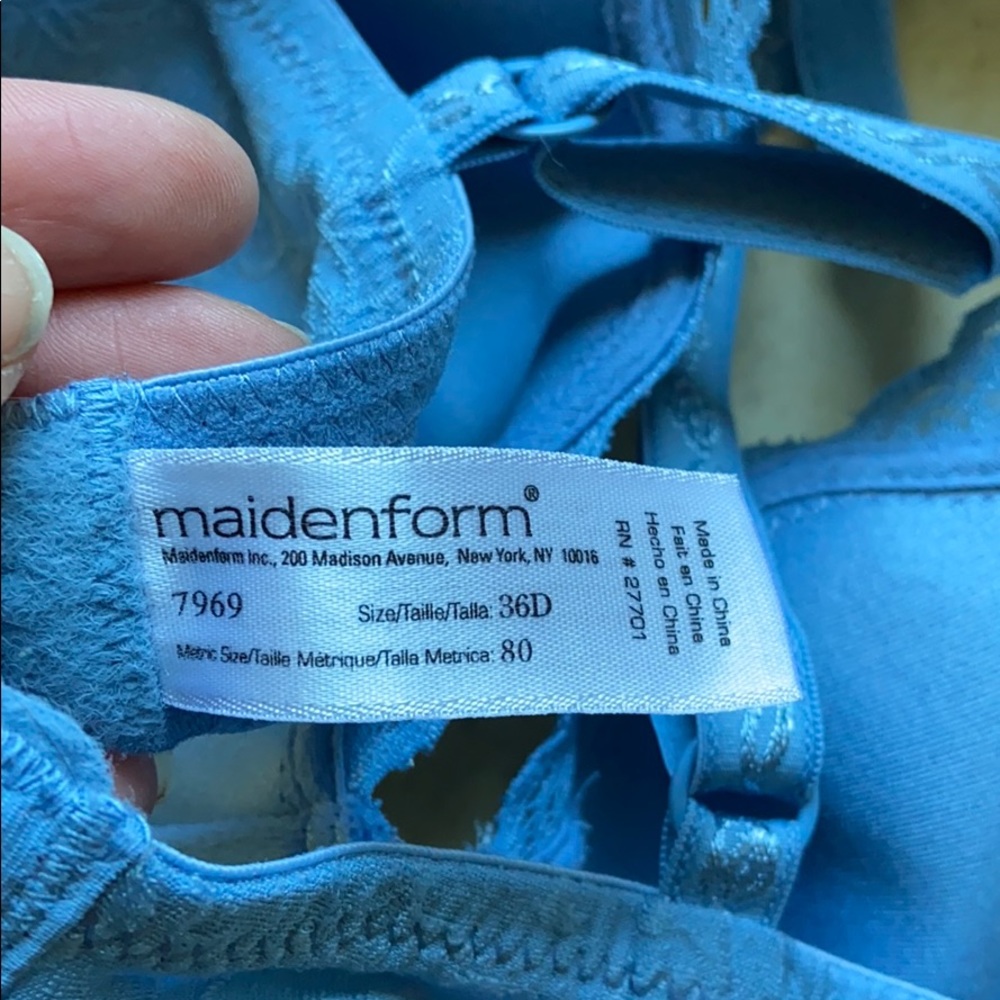 maidenform®
Maidenform Inc., 200 Madison Avenue, New York, NY 10016
7969 Size/Taille/Talla: 36D
Metric Size/Taille Métrique/Talla Metrica: 80
Made in China
Fait en China
Hecho en China
RN # 27701